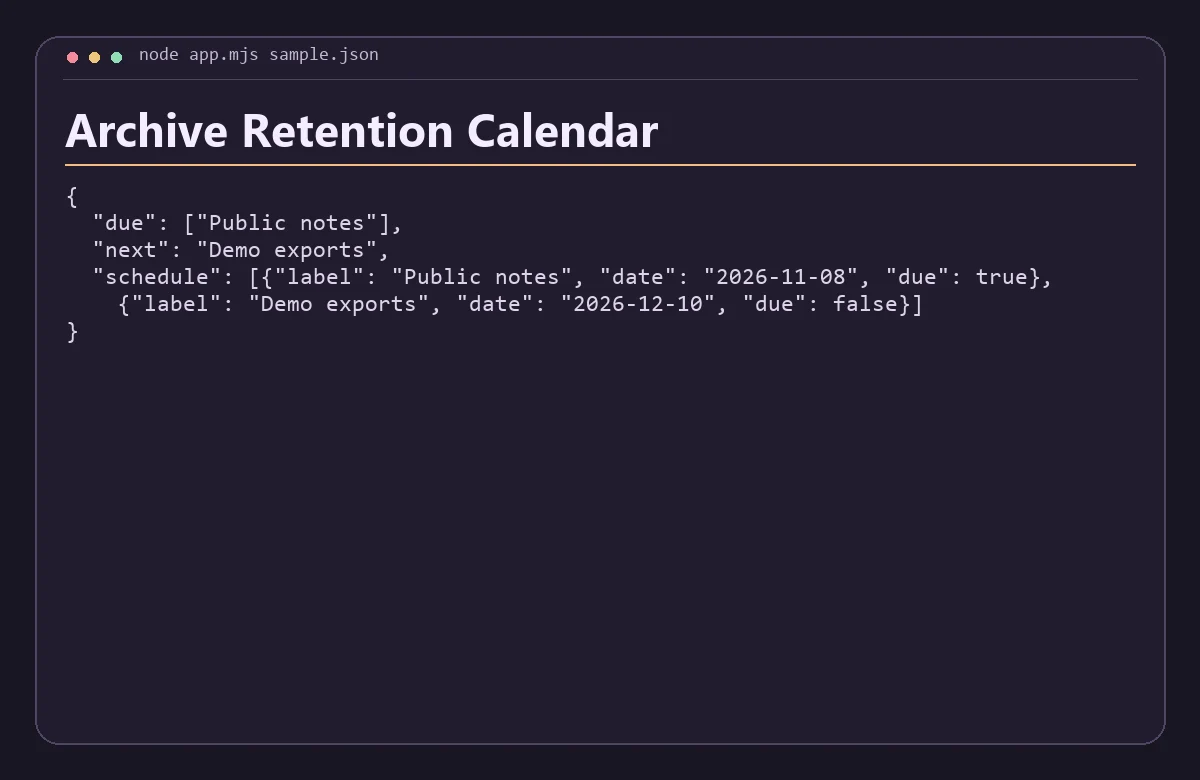 node app.mjs sample.json
Archive Retention Calendar
{
  "due": ["Public notes"],
  "next": "Demo exports",
  "schedule": [{"label": "Public notes", "date": "2026-11-08", "due": true},
    {"label": "Demo exports", "date": "2026-12-10", "due": false}]
}